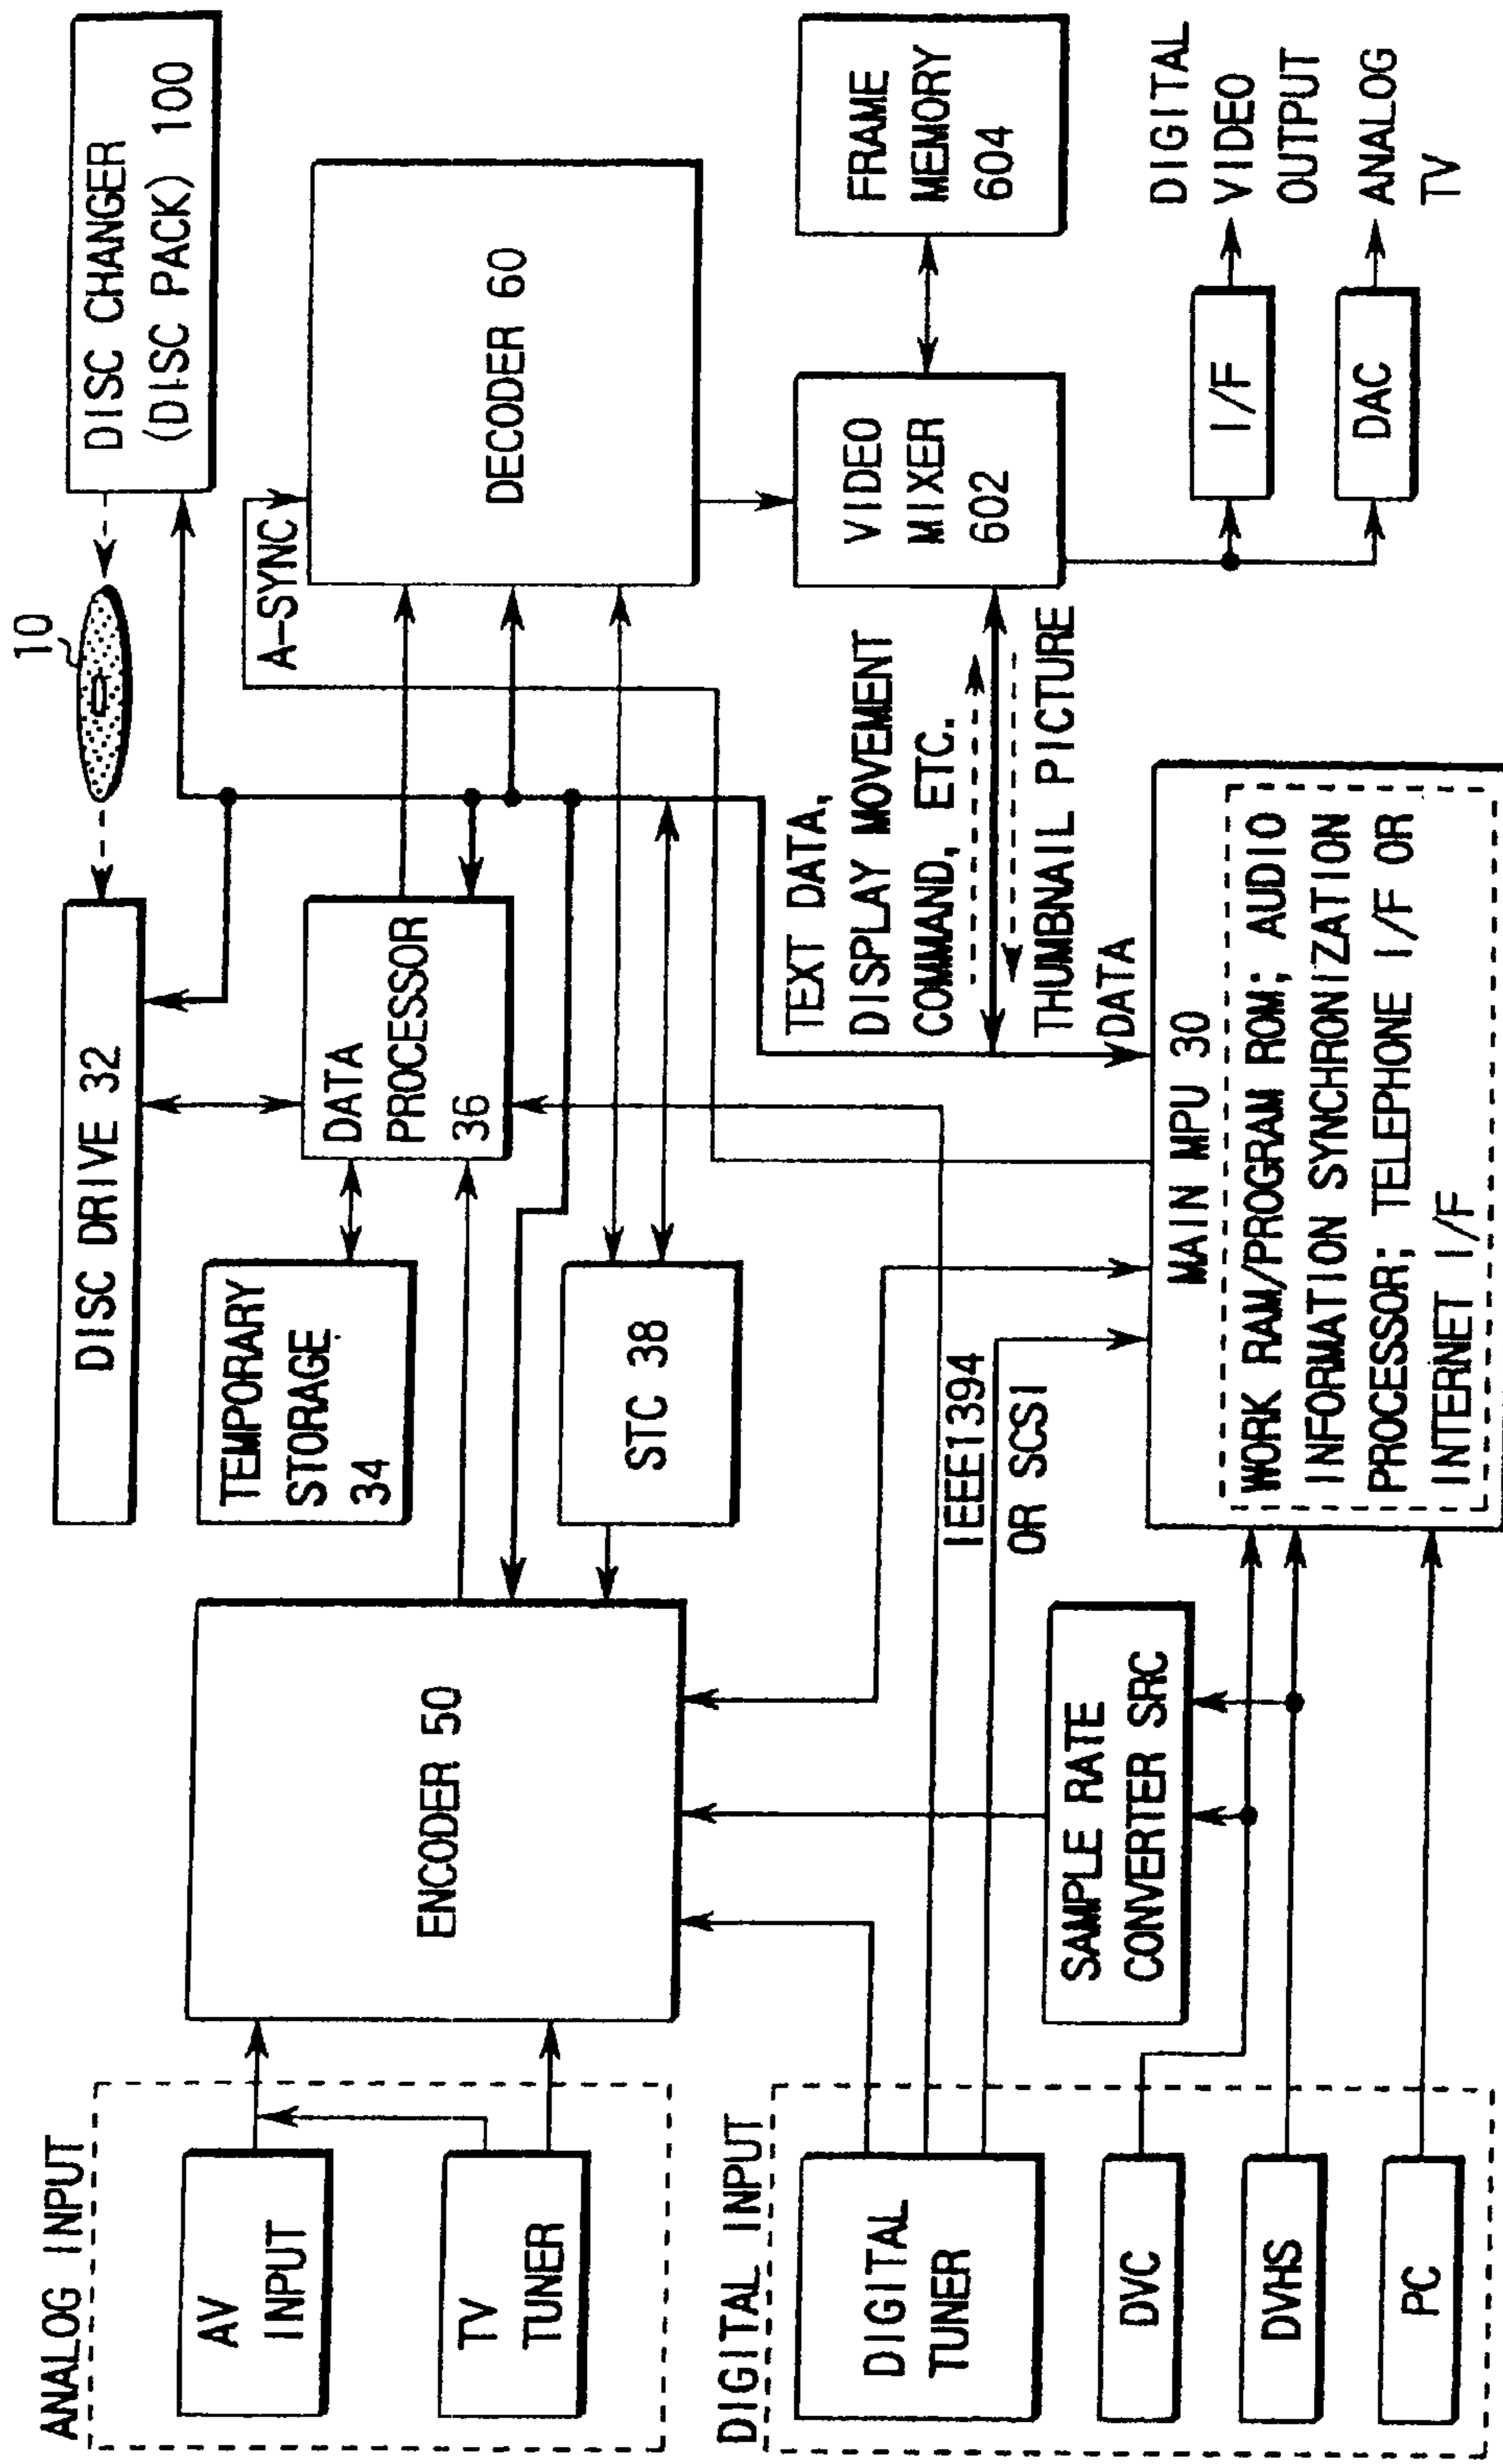 ANALOG INPUT
AV
INPUT
TV
TUNER
DIGITAL INPUT
DIGITAL
TUNER
DVC
DVHS
PC
ENCODER 50
SAMPLE RATE
CONVERTER SRC
IEEE1394
OR SCSI
DISC DRIVE 32
TEMPORARY
STORAGE
34
STC 38
DATA
PROCESSOR
36
10
DISC CHANGER
(DISC PACK) 100
A-SYNC
DECODER 60
TEXT DATA,
DISPLAY MOVEMENT
COMMAND, ETC.
THUMBNAIL PICTURE
DATA
MAIN MPU 30
WORK RAM/PROGRAM ROM; AUDIO
INFORMATION SYNCHRONIZATION
PROCESSOR; TELEPHONE I/F OR
INTERNET I/F
VIDEO
MIXER
602
FRAME
MEMORY
604
I/F
DAC
DIGITAL
VIDEO
OUTPUT
ANALOG
TV